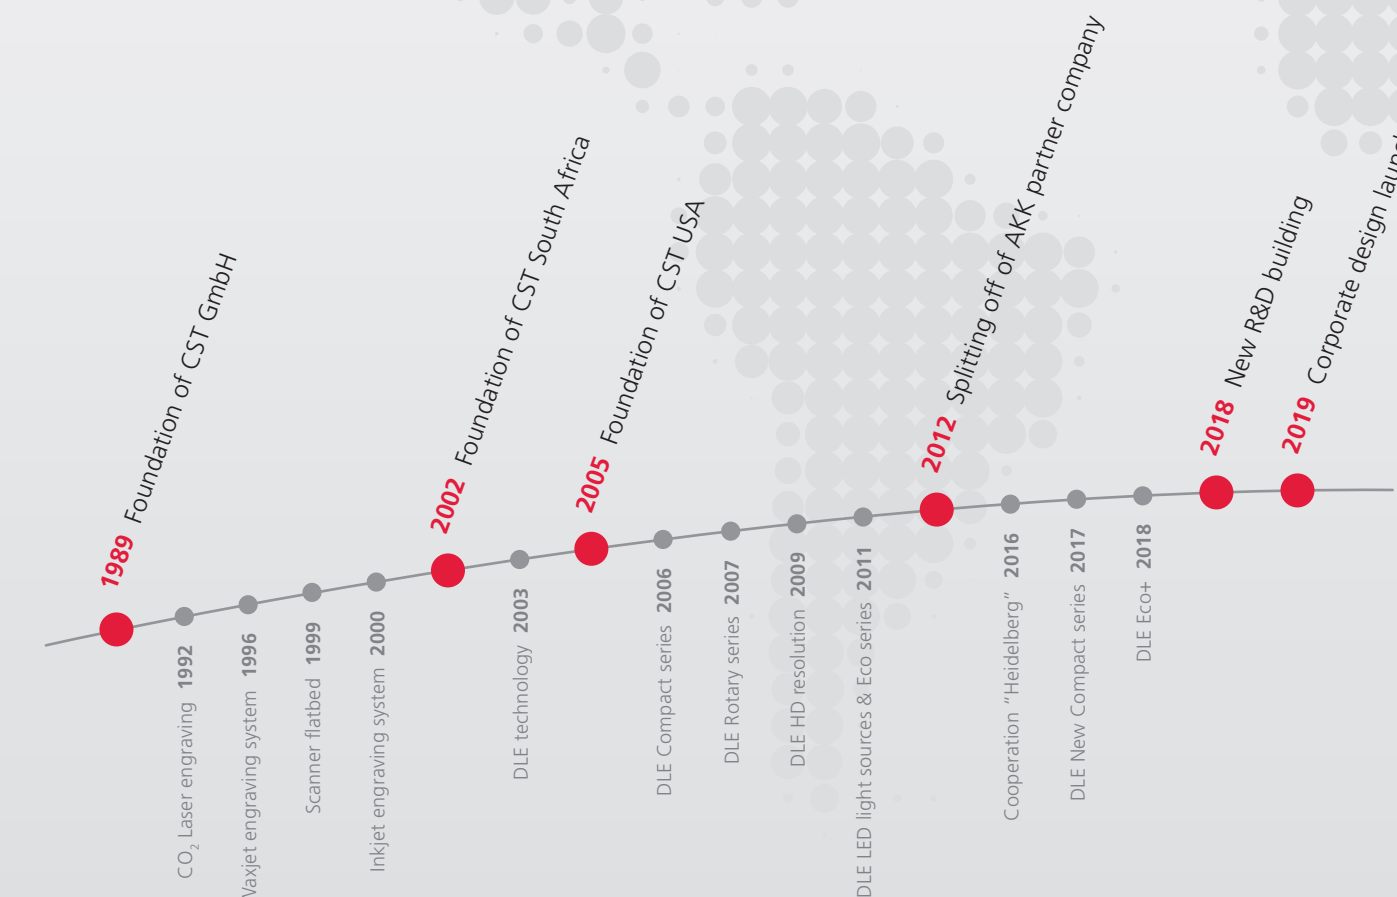 1989 Foundation of CST GmbH
CO₂ Laser engraving 1992
Vaxjet engraving system 1996
Scanner flatbed 1999
Inkjet engraving system 2000
2002 Foundation of CST South Africa
DLE technology 2003
2005 Foundation of CST USA
DLE Compact series 2006
DLE Rotary series 2007
DLE HD resolution 2009
DLE LED light sources & Eco series 2011
2012 Splitting off of AKK partner company
Cooperation “Heidelberg” 2016
DLE New Compact series 2017
DLE Eco+ 2018
2018 New R&D building
2019 Corporate design